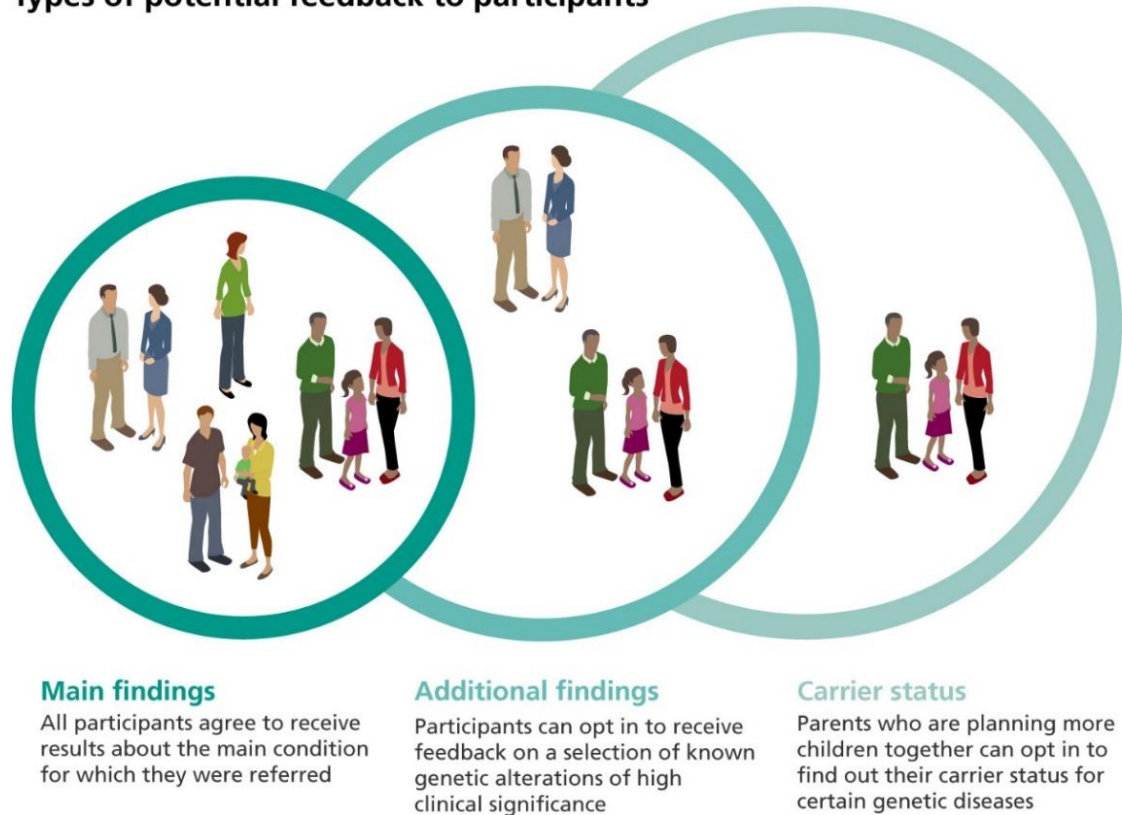 Types of potential feedback to participants
Main findings
All participants agree to receive
results about the main condition
for which they were referred
Additional findings
Participants can opt in to receive
feedback on a selection of known
genetic alterations of high
clinical significance
Carrier status
Parents who are planning more
children together can opt in to
find out their carrier status for
certain genetic diseases